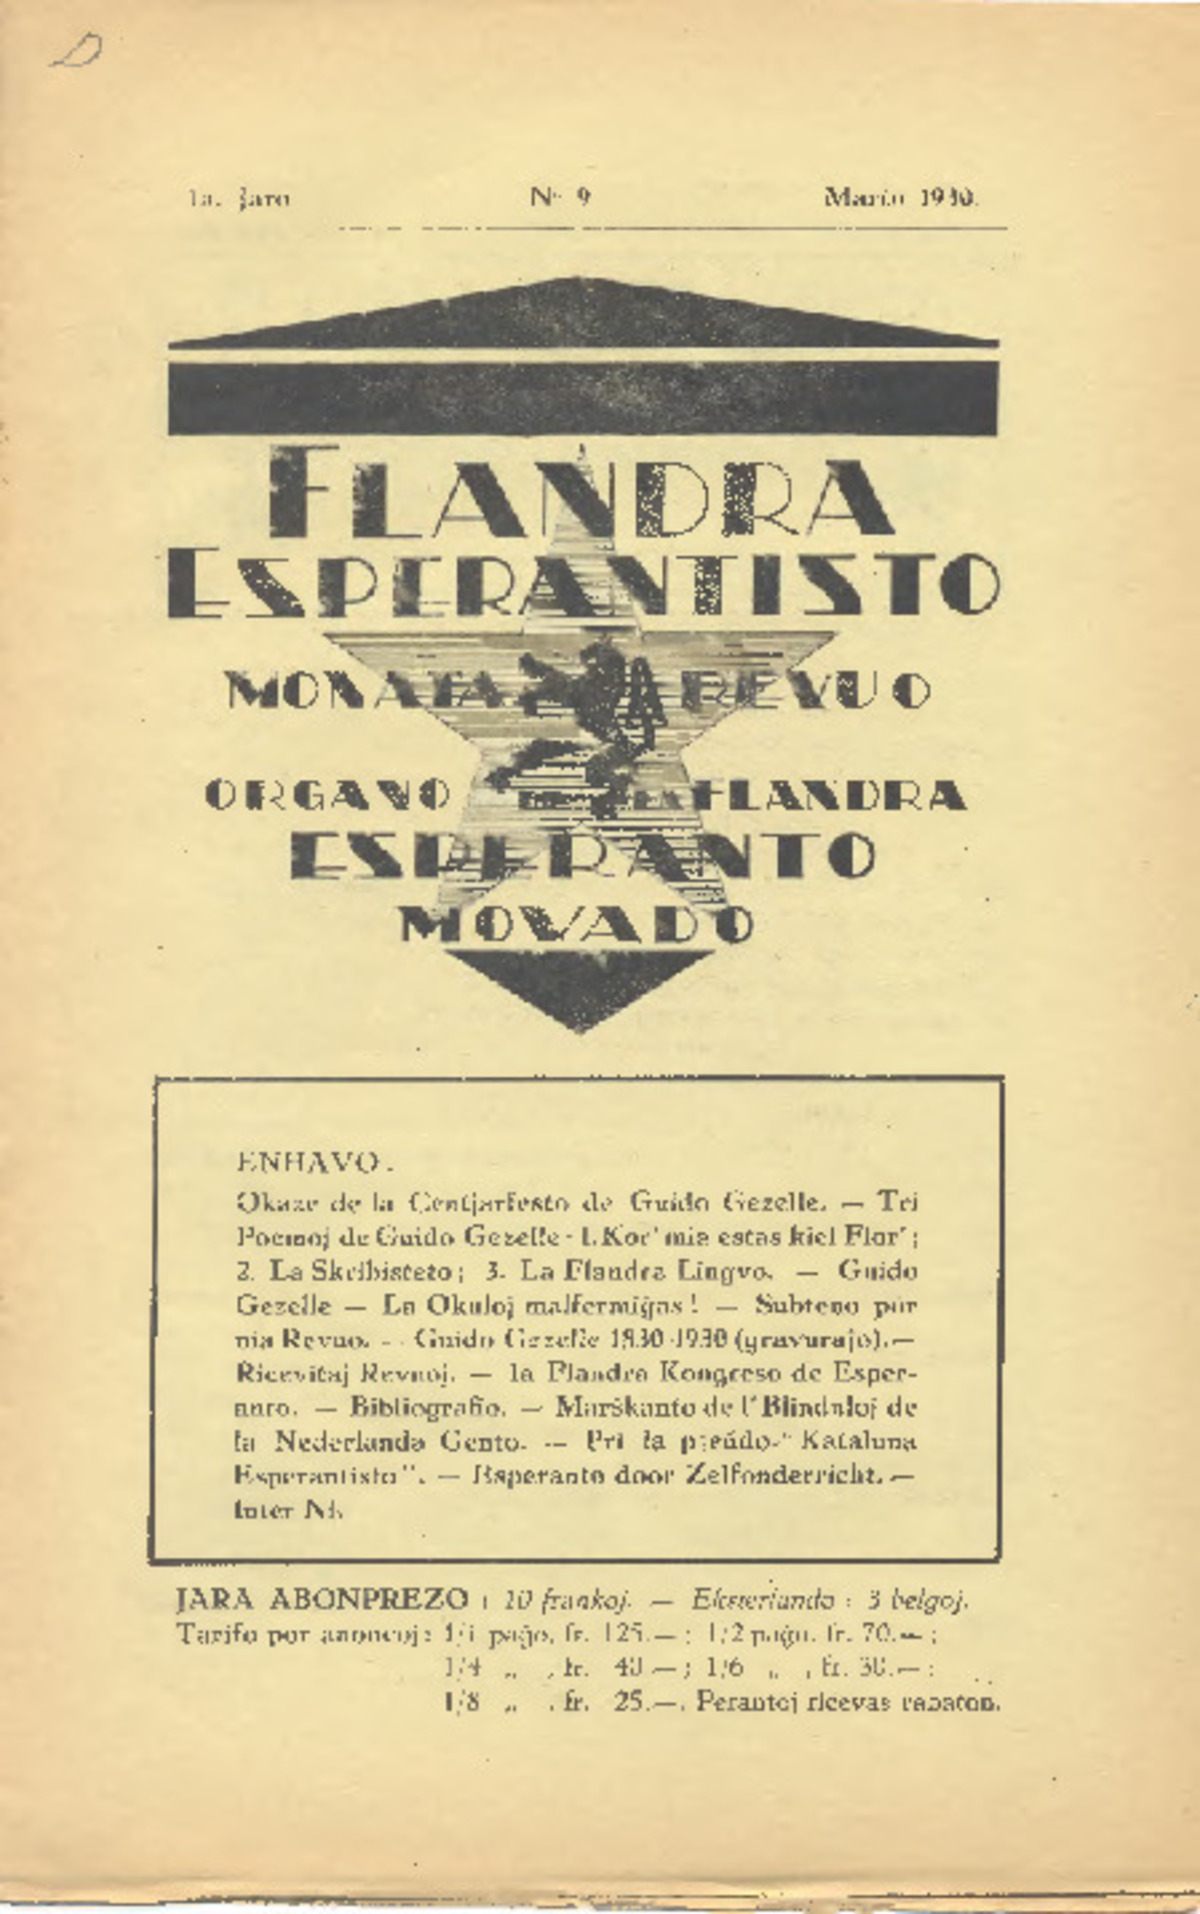 D
1a. Jaro Nº 9 Marto 1930.
FLANDRA
ESPERANTISTO
MONATA REVUO
ORGANO FLANDRA
ESPERANTO
MOVADO
ENHAVO.
Okaze de la Centjarfesto de Guido Gezelle. — Tri
Poemoj de Guido Gezelle - 1. Kor' mia estas kiel Flor' ;
2. La Skribisteto ; 3. La Flandra Lingvo. — Guido
Gezelle — La Okuloj malfermiĝas ! — Subteno por
nia Revuo. — Guido Gezelle 1830-1930 (gravuraĵo). —
Ricevitaj Revuoj. — 1a Flandra Kongreso de Esper-
anto. — Bibliografio. — Marŝkanto de l' Blinduloj de
la Nederlanda Gento. — Pri la pseŭdo-" Kataluna
Esperantisto ". — Esperanto door Zelfonderricht. —
Inter Ni.
JARA ABONPREZO : 10 frankoj. — Eksterlando : 3 belgoj.
Tarifo por anoncoj : 1/1 paĝo, fr. 125.— ; 1/2 paĝo, fr. 70.— ;
1/4 „ , fr. 40.— ; 1/6 „ , fr. 30.— ;
1/8 „ , fr. 25.—. Perantoj ricevas rabaton.